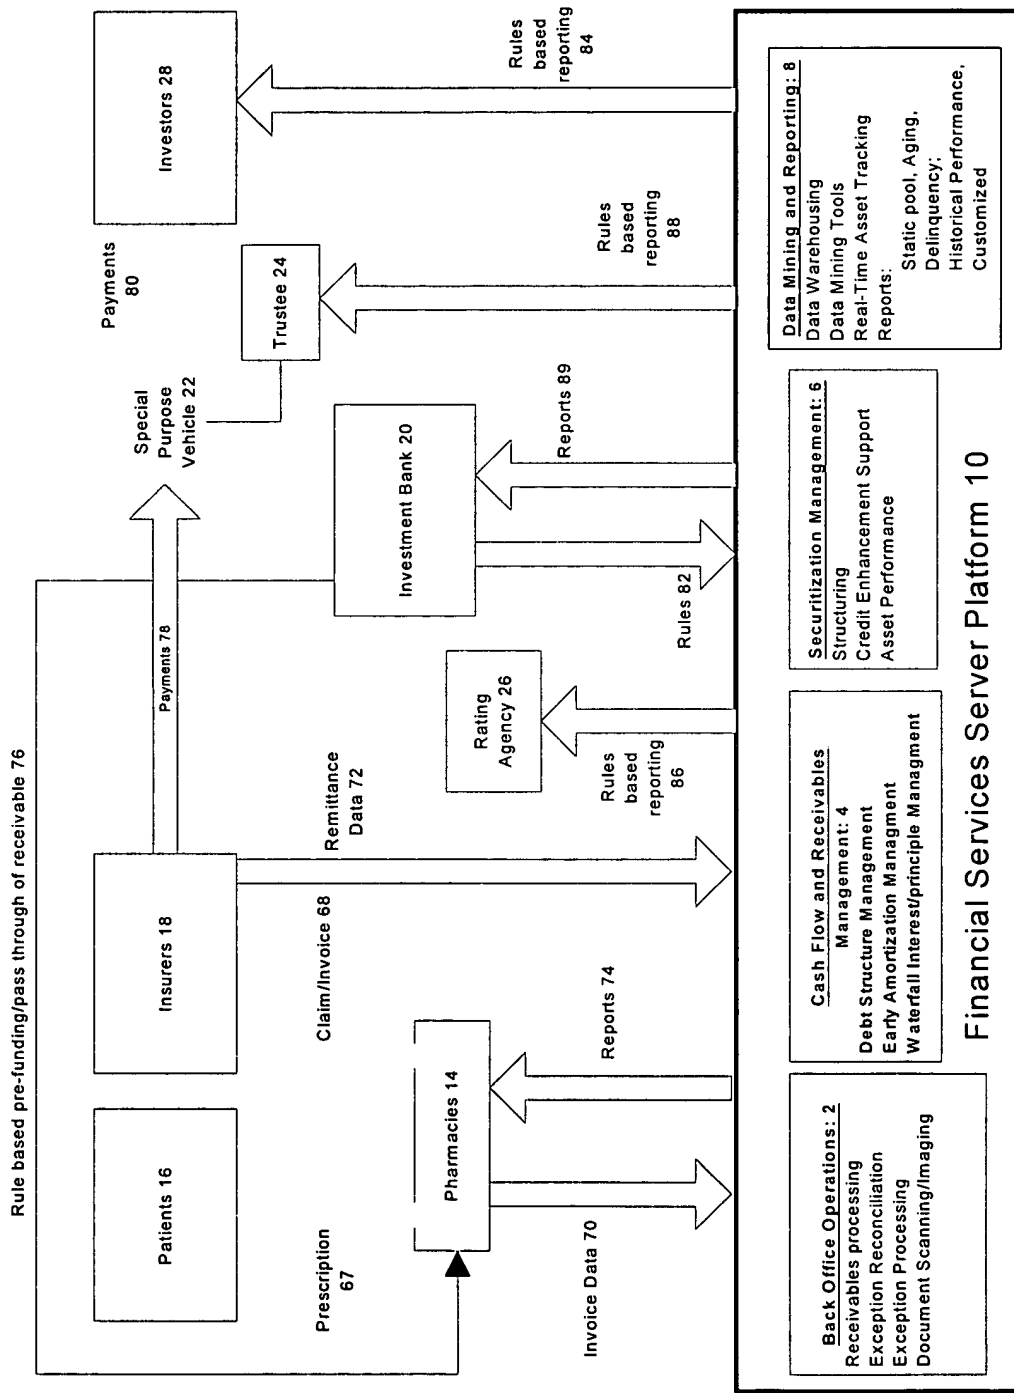 Rule based pre-funding/pass through of receivable 76
Patients 16
Insurers 18
Payments 78
Special
Purpose
Vehicle 22
Payments
80
Investors 28
Prescription
67
Claim/Invoice 68
Remittance
Data 72
Trustee 24
Pharmacies 14
Rating
Agency 26
Investment Bank 20
Invoice Data 70
Reports 74
Rules
based
reporting
86
Rules 82
Reports 89
Rules
based
reporting
88
Rules
based
reporting
84
Back Office Operations: 2
Receivables processing
Exception Reconciliation
Exception Processing
Document Scanning/Imaging
Cash Flow and Receivables
Management: 4
Debt Structure Management
Early Amortization Managment
Waterfall Interest/principle Managment
Securitization Management: 6
Structuring
Credit Enhancement Support
Asset Performance
Data Mining and Reporting: 8
Data Warehousing
Data Mining Tools
Real-Time Asset Tracking
Reports:
Static pool, Aging,
Delinquency;
Historical Performance,
Customized
Financial Services Server Platform 10